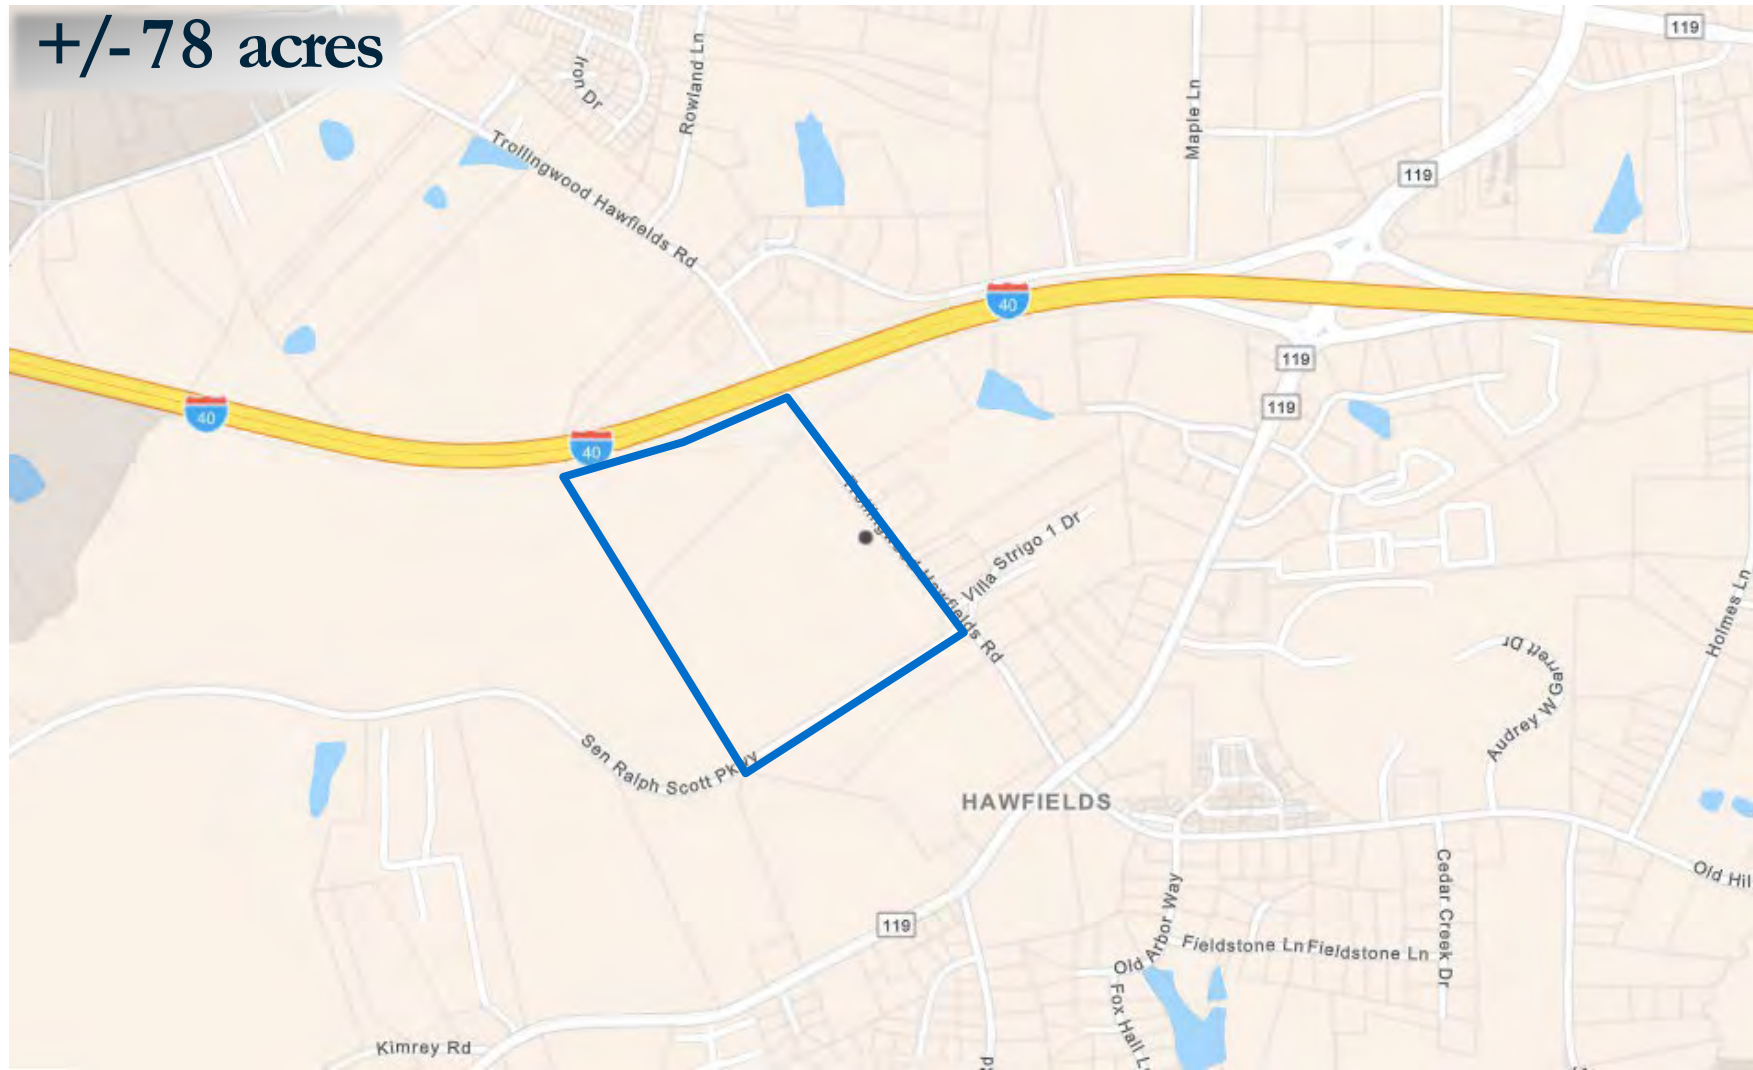 +/-78 acres
119
Iron Dr
Rowland Ln
Maple Ln
Trollingwood Hawfields Rd
119
40
119
40
40
119
Trollingwood Hawfields Rd
Villa Strigo 1 Dr
Holmes Ln
Audrey W Garrett Dr
Sen Ralph Scott Pkwy
HAWFIELDS
Old Hil
Cedar Creek Dr
119
Old Arbor Way
Fieldstone Ln
Fieldstone Ln
Fox Hall L
Kimrey Rd